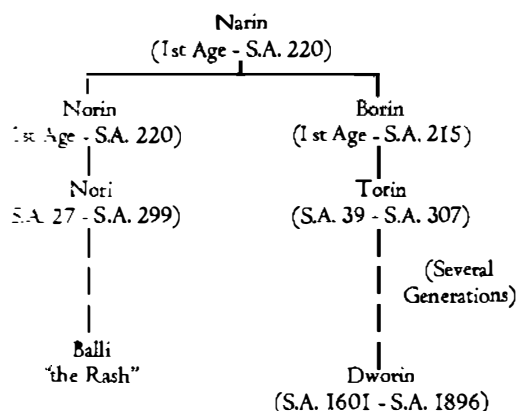 Narin
(1st Age - S.A. 220)
Norin
1st Age - S.A. 220)
Borin
(1st Age - S.A. 215)
Nori
S.A. 27 - S.A. 299)
Torin
(S.A. 39 - S.A. 307)
(Several
Generations)
Balli
"the Rash"
Dworin
(S.A. 1601 - S.A. 1896)